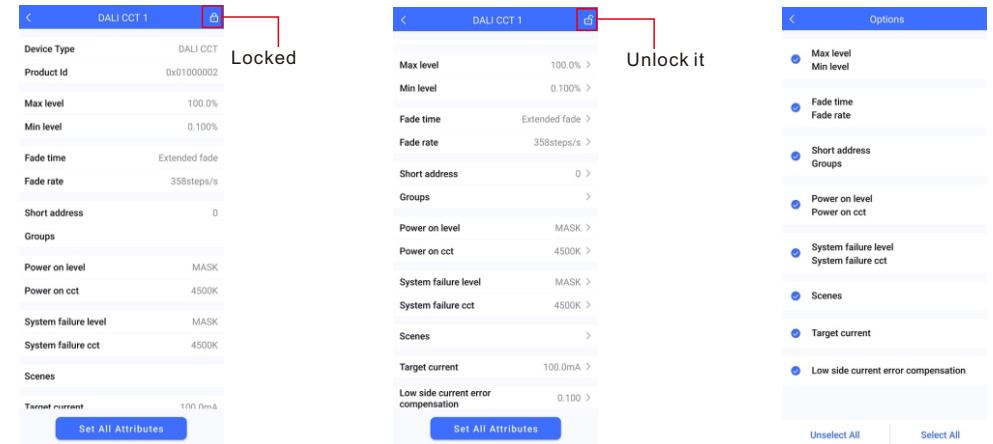 DALI CCT 1
Device Type DALI CCT
Product Id 0x01000002
Max level 100.0%
Min level 0.100%
Fade time Extended fade
Fade rate 358steps/s
Short address 0
Groups
Power on level MASK
Power on cct 4500K
System failure level MASK
System failure cct 4500K
Scenes
Target current 100.0mA
Set All Attributes
Locked
DALI CCT 1
Max level 100.0% >
Min level 0.100% >
Fade time Extended fade >
Fade rate 358steps/s >
Short address 0 >
Groups >
Power on level MASK >
Power on cct 4500K >
System failure level MASK >
System failure cct 4500K >
Scenes >
Target current 100.0mA >
Low side current error
compensation 0.100 >
Set All Attributes
Unlock it
Options
Max level
Min level
Fade time
Fade rate
Short address
Groups
Power on level
Power on cct
System failure level
System failure cct
Scenes
Target current
Low side current error compensation
Unselect All Select All